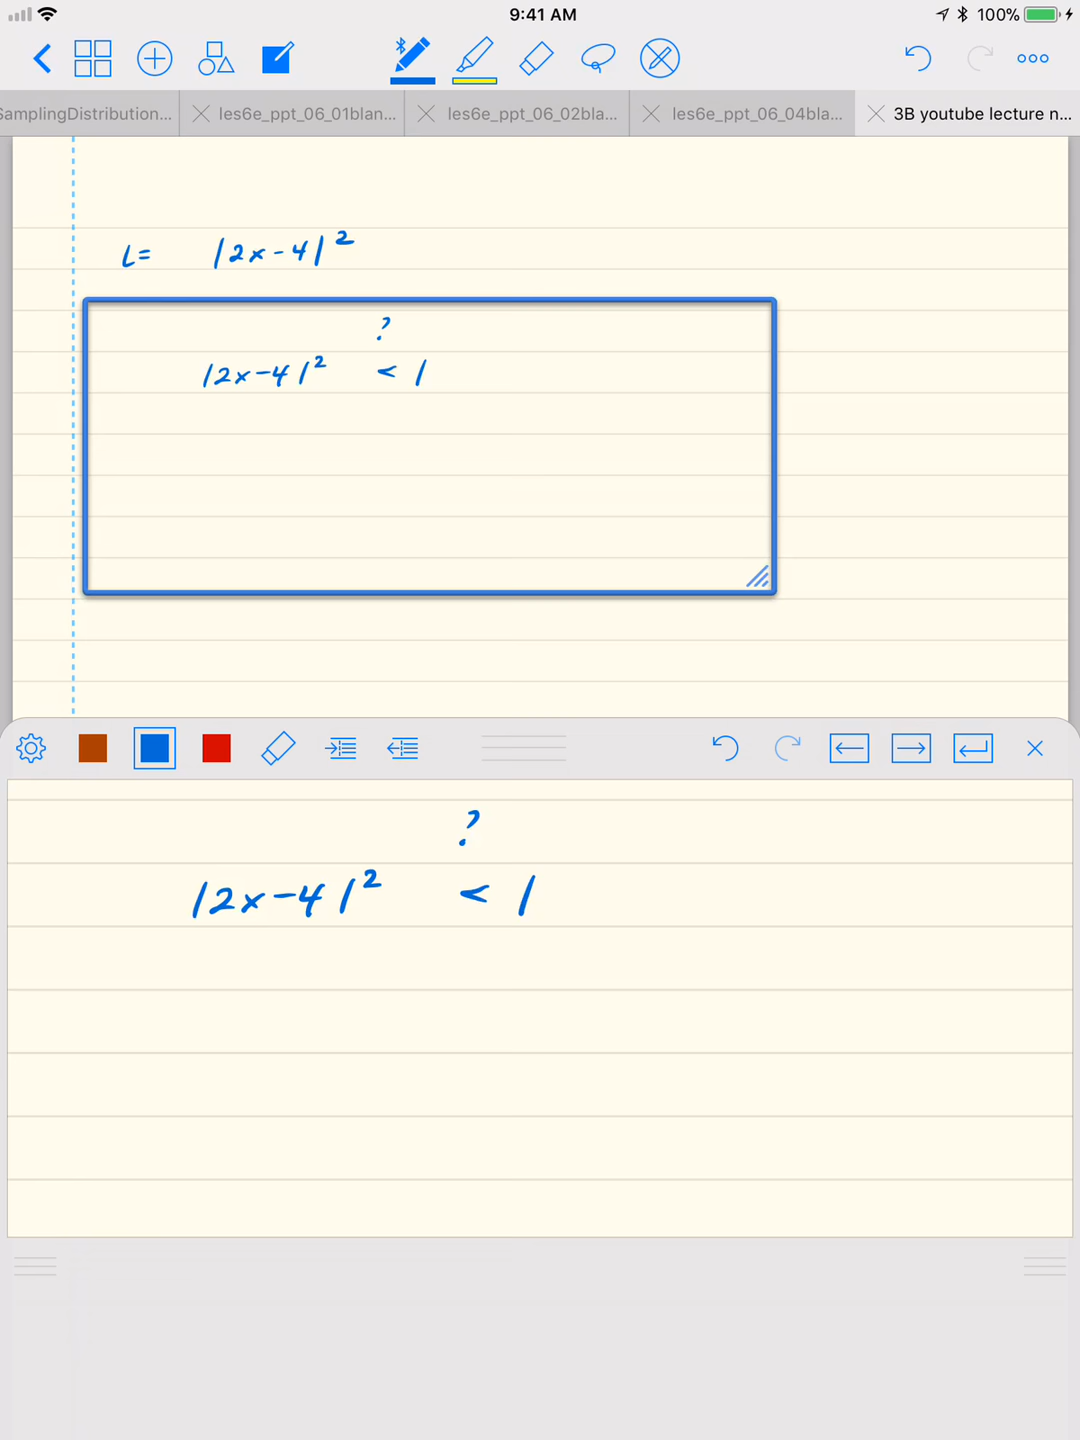 9:41 AM
100%
SamplingDistribution...
les6e_ppt_06_01blan...
les6e_ppt_06_02bla...
les6e_ppt_06_04bla...
3B youtube lecture n...
L= |2x-4|²
?
|2x-4|² < 1
?
|2x-4|² < 1